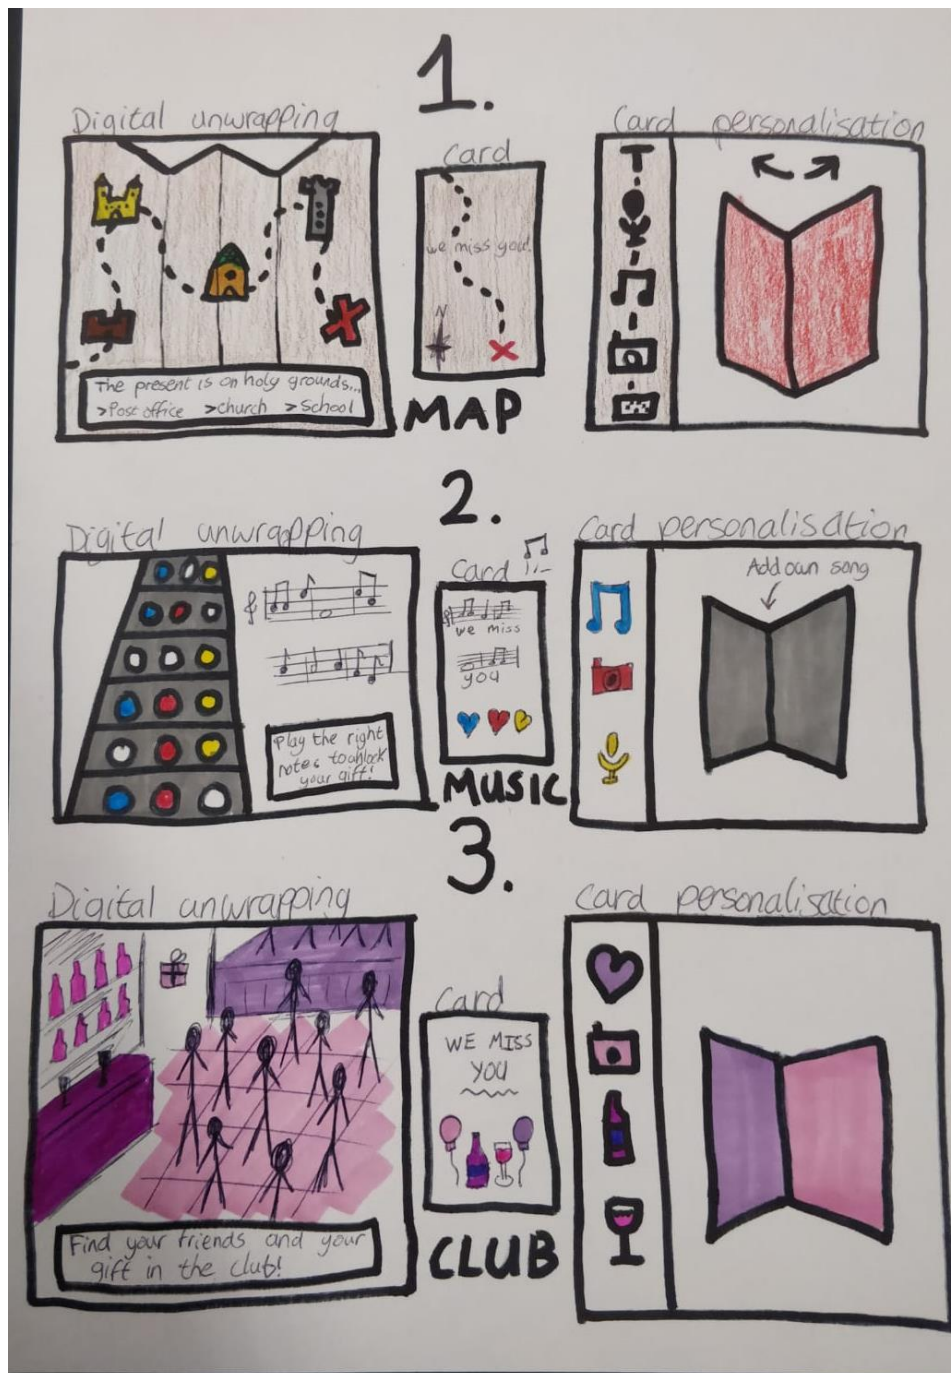 1.
Digital unwrapping
Card
Card personalisation
T
we miss you!
N
The present is on holy grounds...
>Post office >church >School
MAP
2.
Digital unwrapping
Card
Card personalisation
Add own song
we miss
you
Play the right
notes to unlock
your gift!
MUSIC
3.
Digital unwrapping
Card
Card personalisation
WE MISS
YOU
Find your friends and your
gift in the club!
CLUB